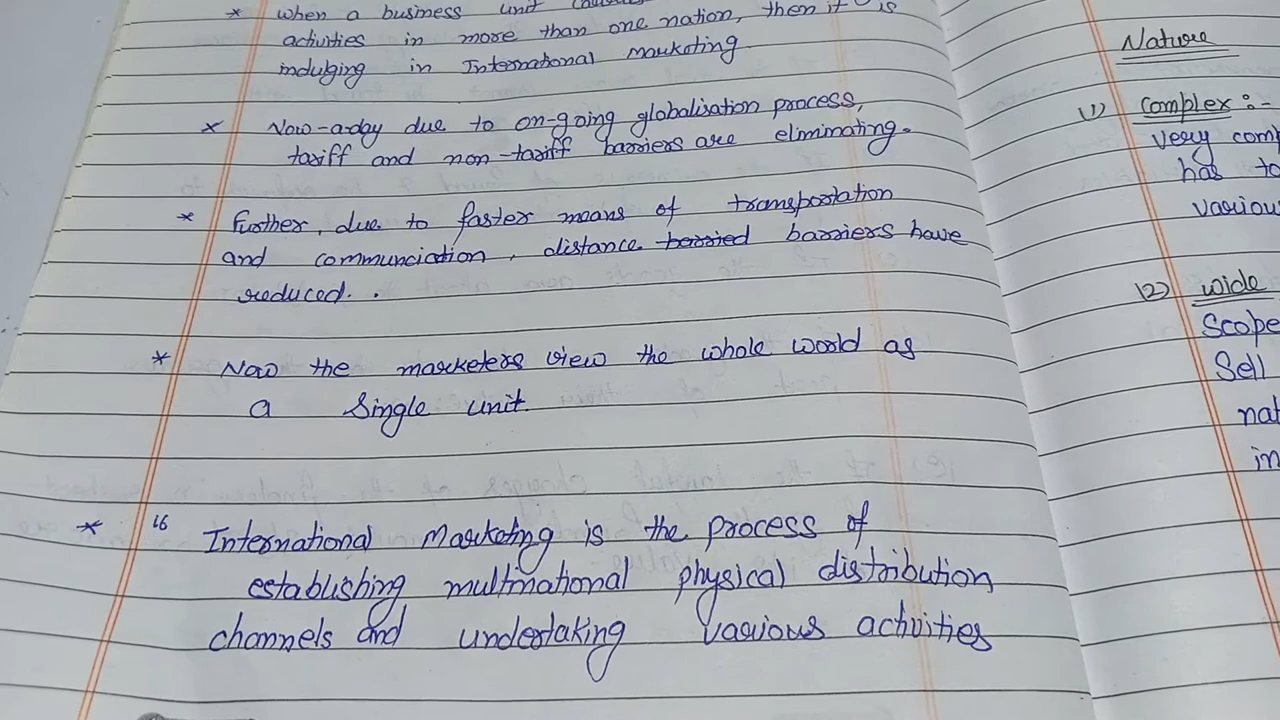 * when a business unit
activities in more than one nation, then it is
indulging in International Marketing
* Now-a-day due to on-going globalisation process,
tariff and non-tariff barriers are eliminating.
* Further, due to faster means of transportation
and communciation, distance barried barriers have
reduced. .
* Now the marketers view the whole world as
a single unit.
* “ International Marketing is the process of
establishing multinational physical distribution
channels and undertaking various activities
Nature
(1) Complex :-
very comp
has to
variou
(2) wide
Scope
Sell
nat
in